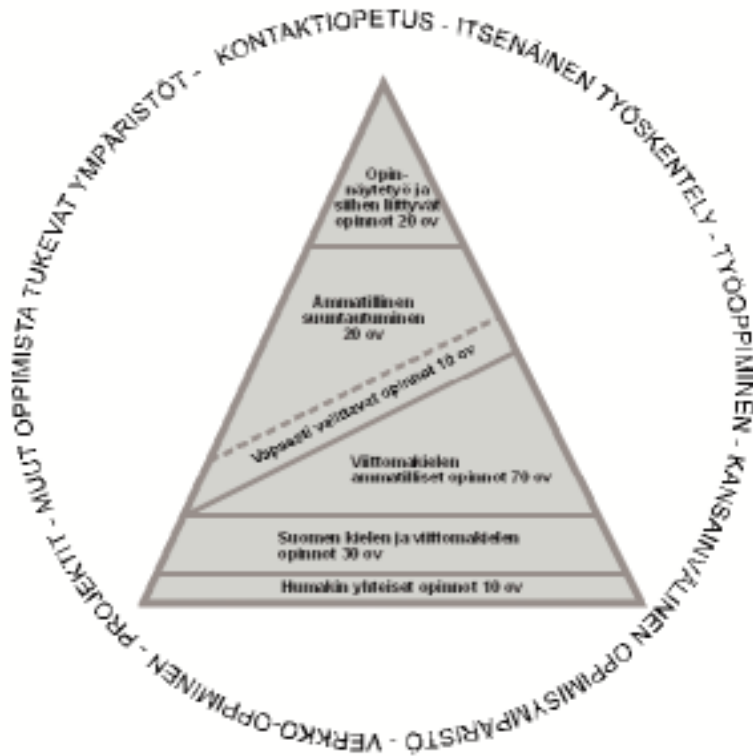 KONTAKTIOPETUS - ITSENÄINEN TYÖSKENTELY - TYÖOPPIMINEN - KANSAINVÄLINEN OPPIMISYMPÄRISTÖ - VERKKO-OPPIMINEN - PROJEKTIT - MUUT OPPIMISTA TUKEVAT YMPÄRISTÖT -
Opin-
näytetyö ja
siihen liittyvät
opinnot 20 ov
Ammatillinen
suuntautuminen
20 ov
Vapaasti valittavat opinnot 10 ov
Viittomakielen
ammatilliset opinnot 70 ov
Suomen kielen ja viittomakielen
opinnot 30 ov
Humakin yhteiset opinnot 10 ov